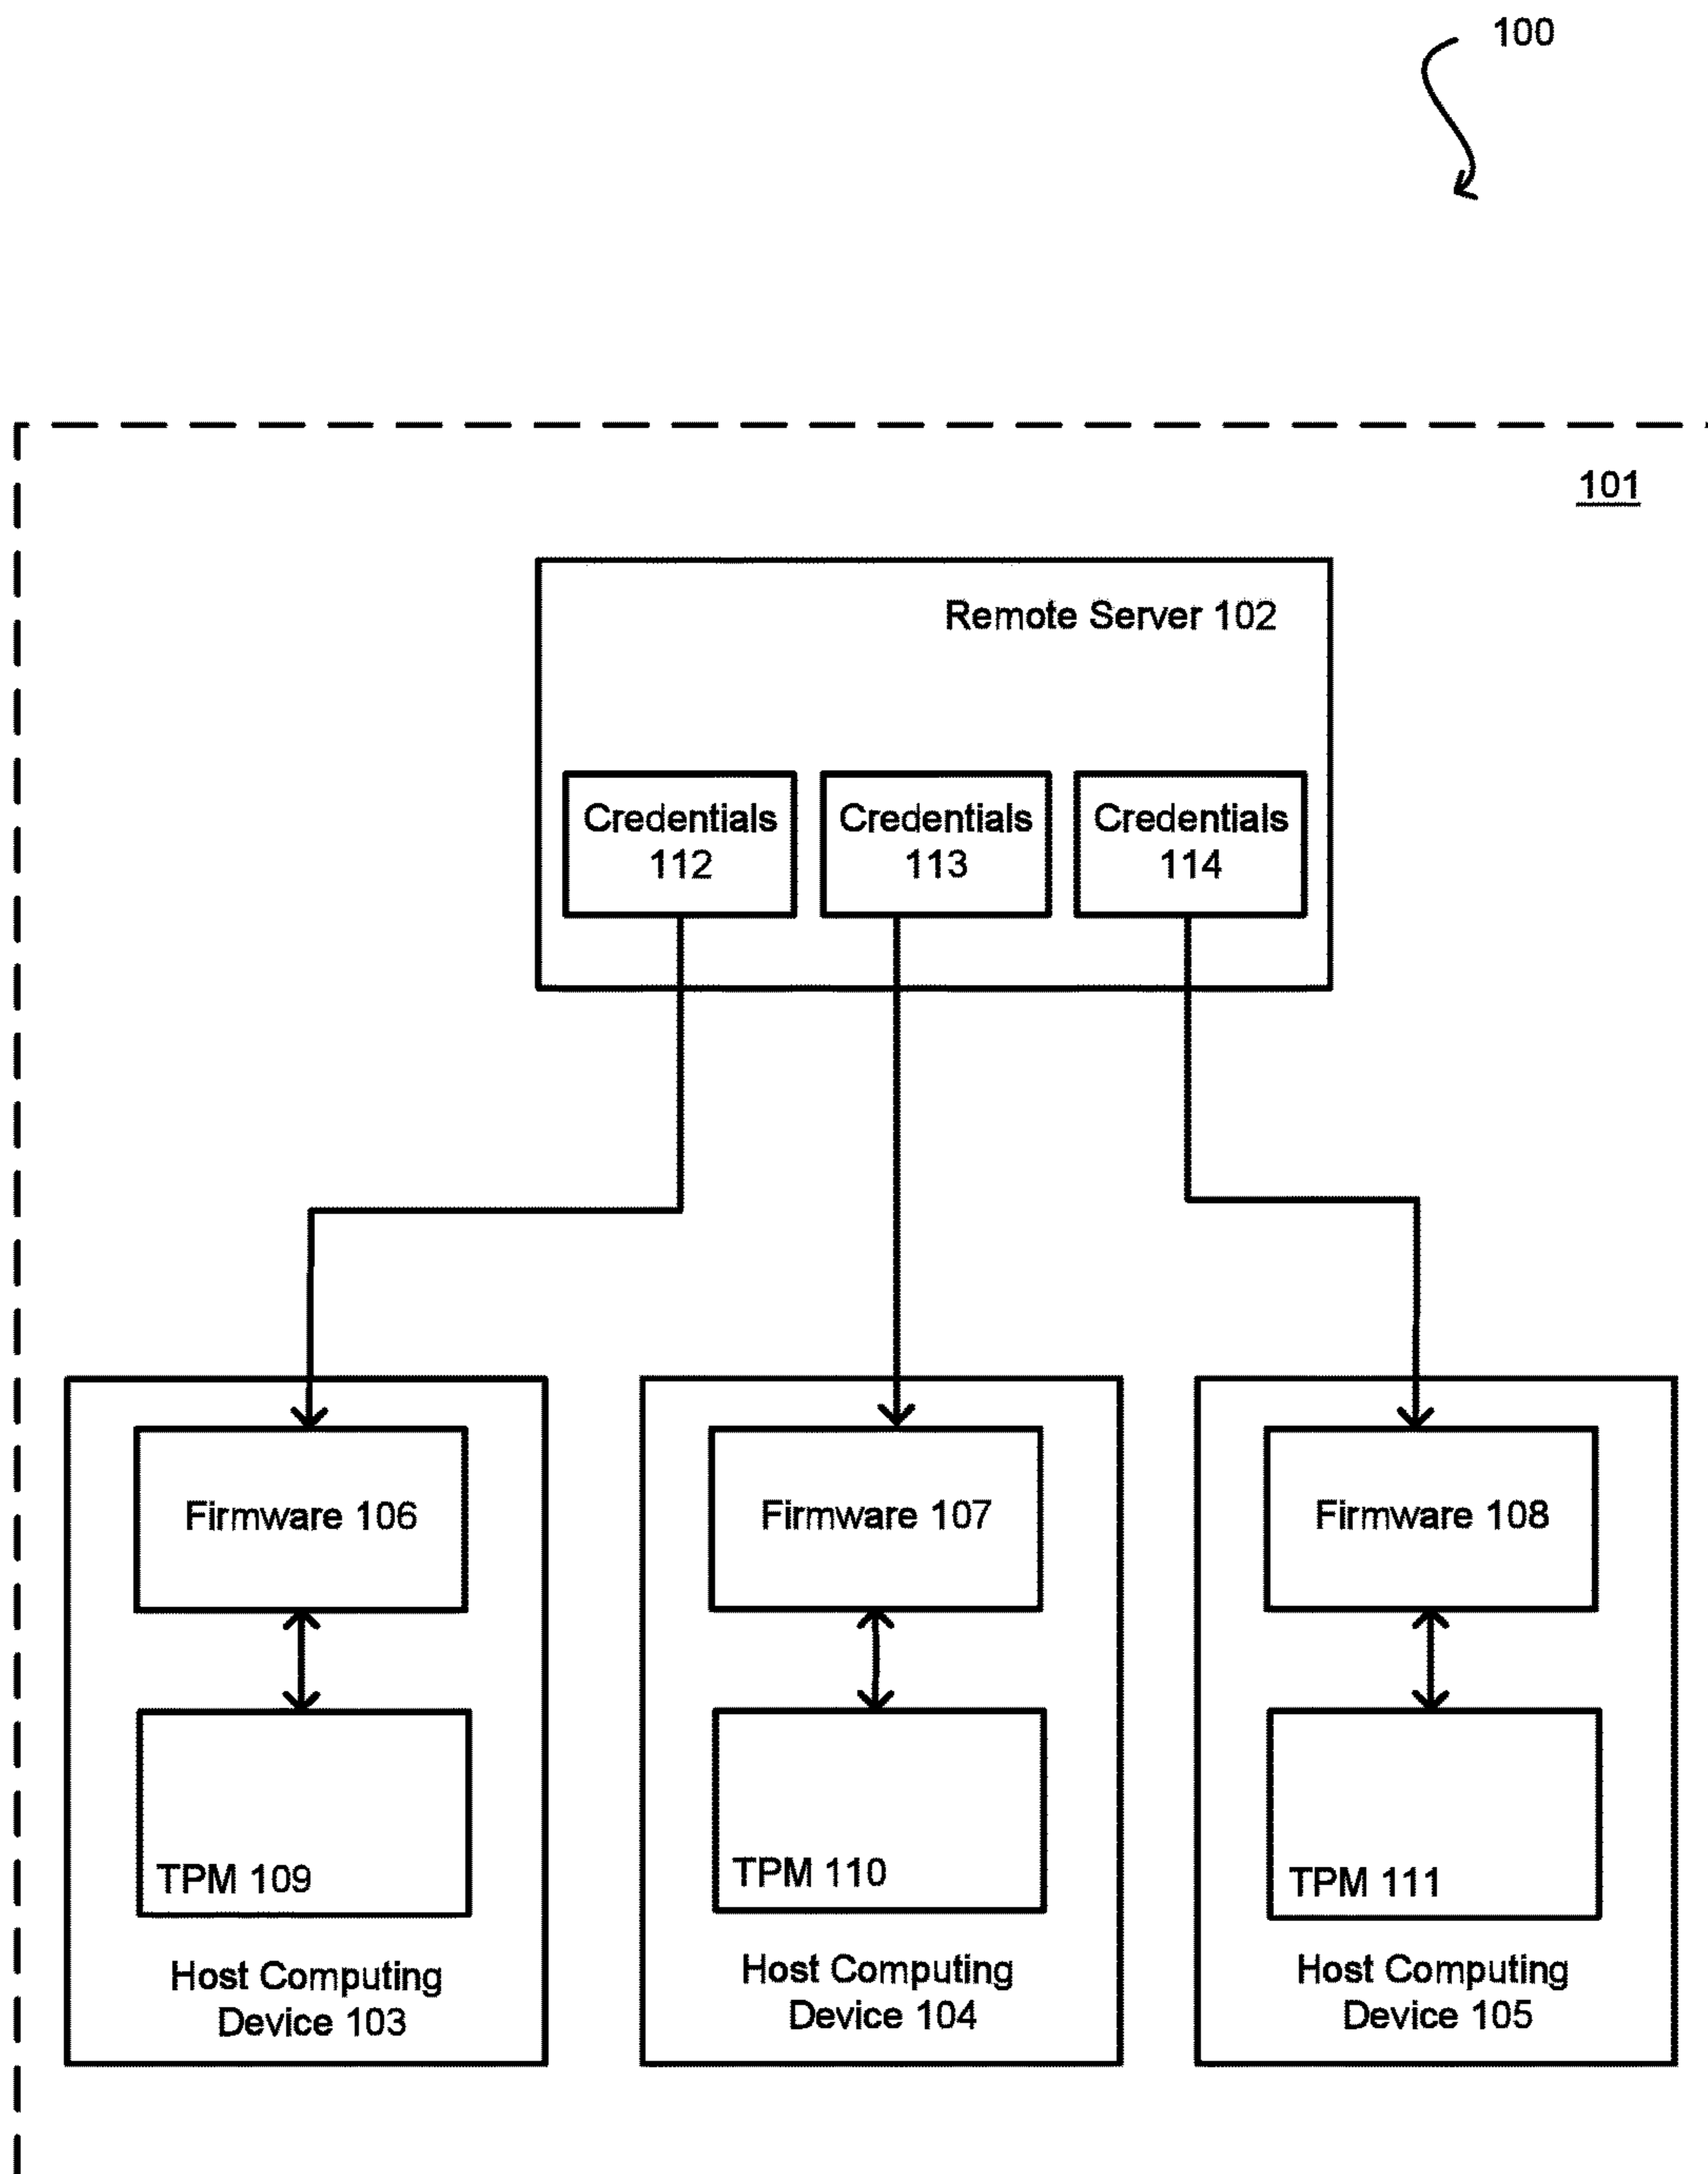 100
101
Remote Server 102
Credentials
112
Credentials
113
Credentials
114
Firmware 106
Firmware 107
Firmware 108
TPM 109
TPM 110
TPM 111
Host Computing
Device 103
Host Computing
Device 104
Host Computing
Device 105